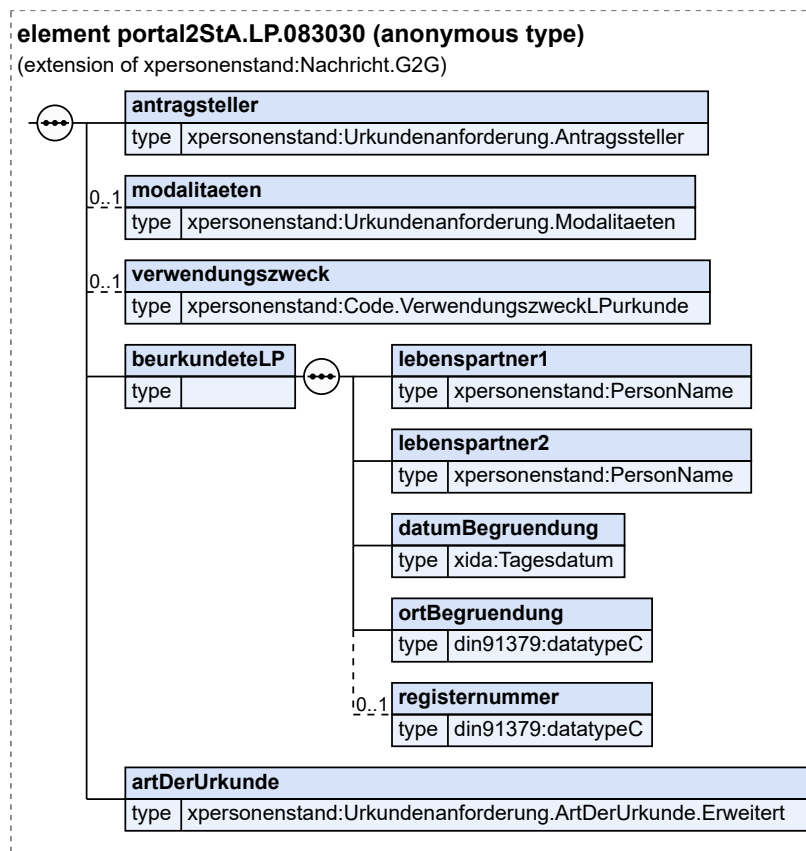 element portal2StA.LP.083030 (anonymous type)
(extension of xpersonenstand:Nachricht.G2G)
antragsteller
type xpersonenstand:Urkundenanforderung.Antragssteller
0..1
modalitaeten
type xpersonenstand:Urkundenanforderung.Modalitaeten
0..1
verwendungszweck
type xpersonenstand:Code.VerwendungszweckLPurkunde
beurkundeteLP
type
lebenspartner1
type xpersonenstand:PersonName
lebenspartner2
type xpersonenstand:PersonName
datumBegruendung
type xida:Tagesdatum
ortBegruendung
type din91379:datatypeC
0..1
registernummer
type din91379:datatypeC
artDerUrkunde
type xpersonenstand:Urkundenanforderung.ArtDerUrkunde.Erweitert